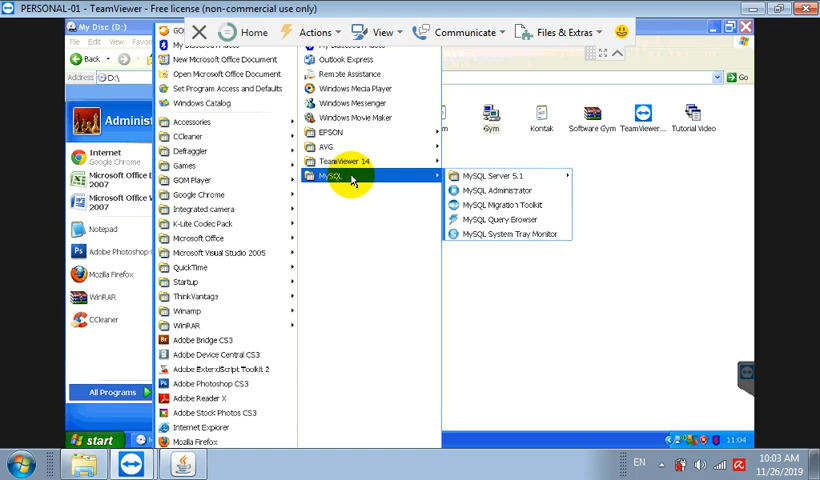 PERSONAL-01 - TeamViewer - Free license (non-commercial use only)
My Disc (D:)
Home
Actions
View
Communicate
Files & Extras
File
Edit
View
Back
Address
D:\
Go
Administ
Internet
Google Chrome
Microsoft Office E
2007
Microsoft Office W
2007
Notepad
Adobe Photoshop C
Mozilla Firefox
WinRAR
CCleaner
All Programs
New Microsoft Office Document
Open Microsoft Office Document
Set Program Access and Defaults
Windows Catalog
Accessories
CCleaner
Defraggler
Games
GOM Player
Google Chrome
Integrated camera
K-Lite Codec Pack
Microsoft Office
Microsoft Visual Studio 2005
QuickTime
Startup
ThinkVantage
Winamp
WinRAR
Adobe Bridge CS3
Adobe Device Central CS3
Adobe ExtendScript Toolkit 2
Adobe Photoshop CS3
Adobe Reader X
Adobe Stock Photos CS3
Internet Explorer
Mozilla Firefox
Outlook Express
Remote Assistance
Windows Media Player
Windows Messenger
Windows Movie Maker
EPSON
AVG
TeamViewer 14
MySQL
MySQL Server 5.1
MySQL Administrator
MySQL Migration Toolkit
MySQL Query Browser
MySQL System Tray Monitor
Gym
Kontak
Software Gym
TeamViewer...
Tutorial Video
start
11:04
EN
10:03 AM
11/26/2019